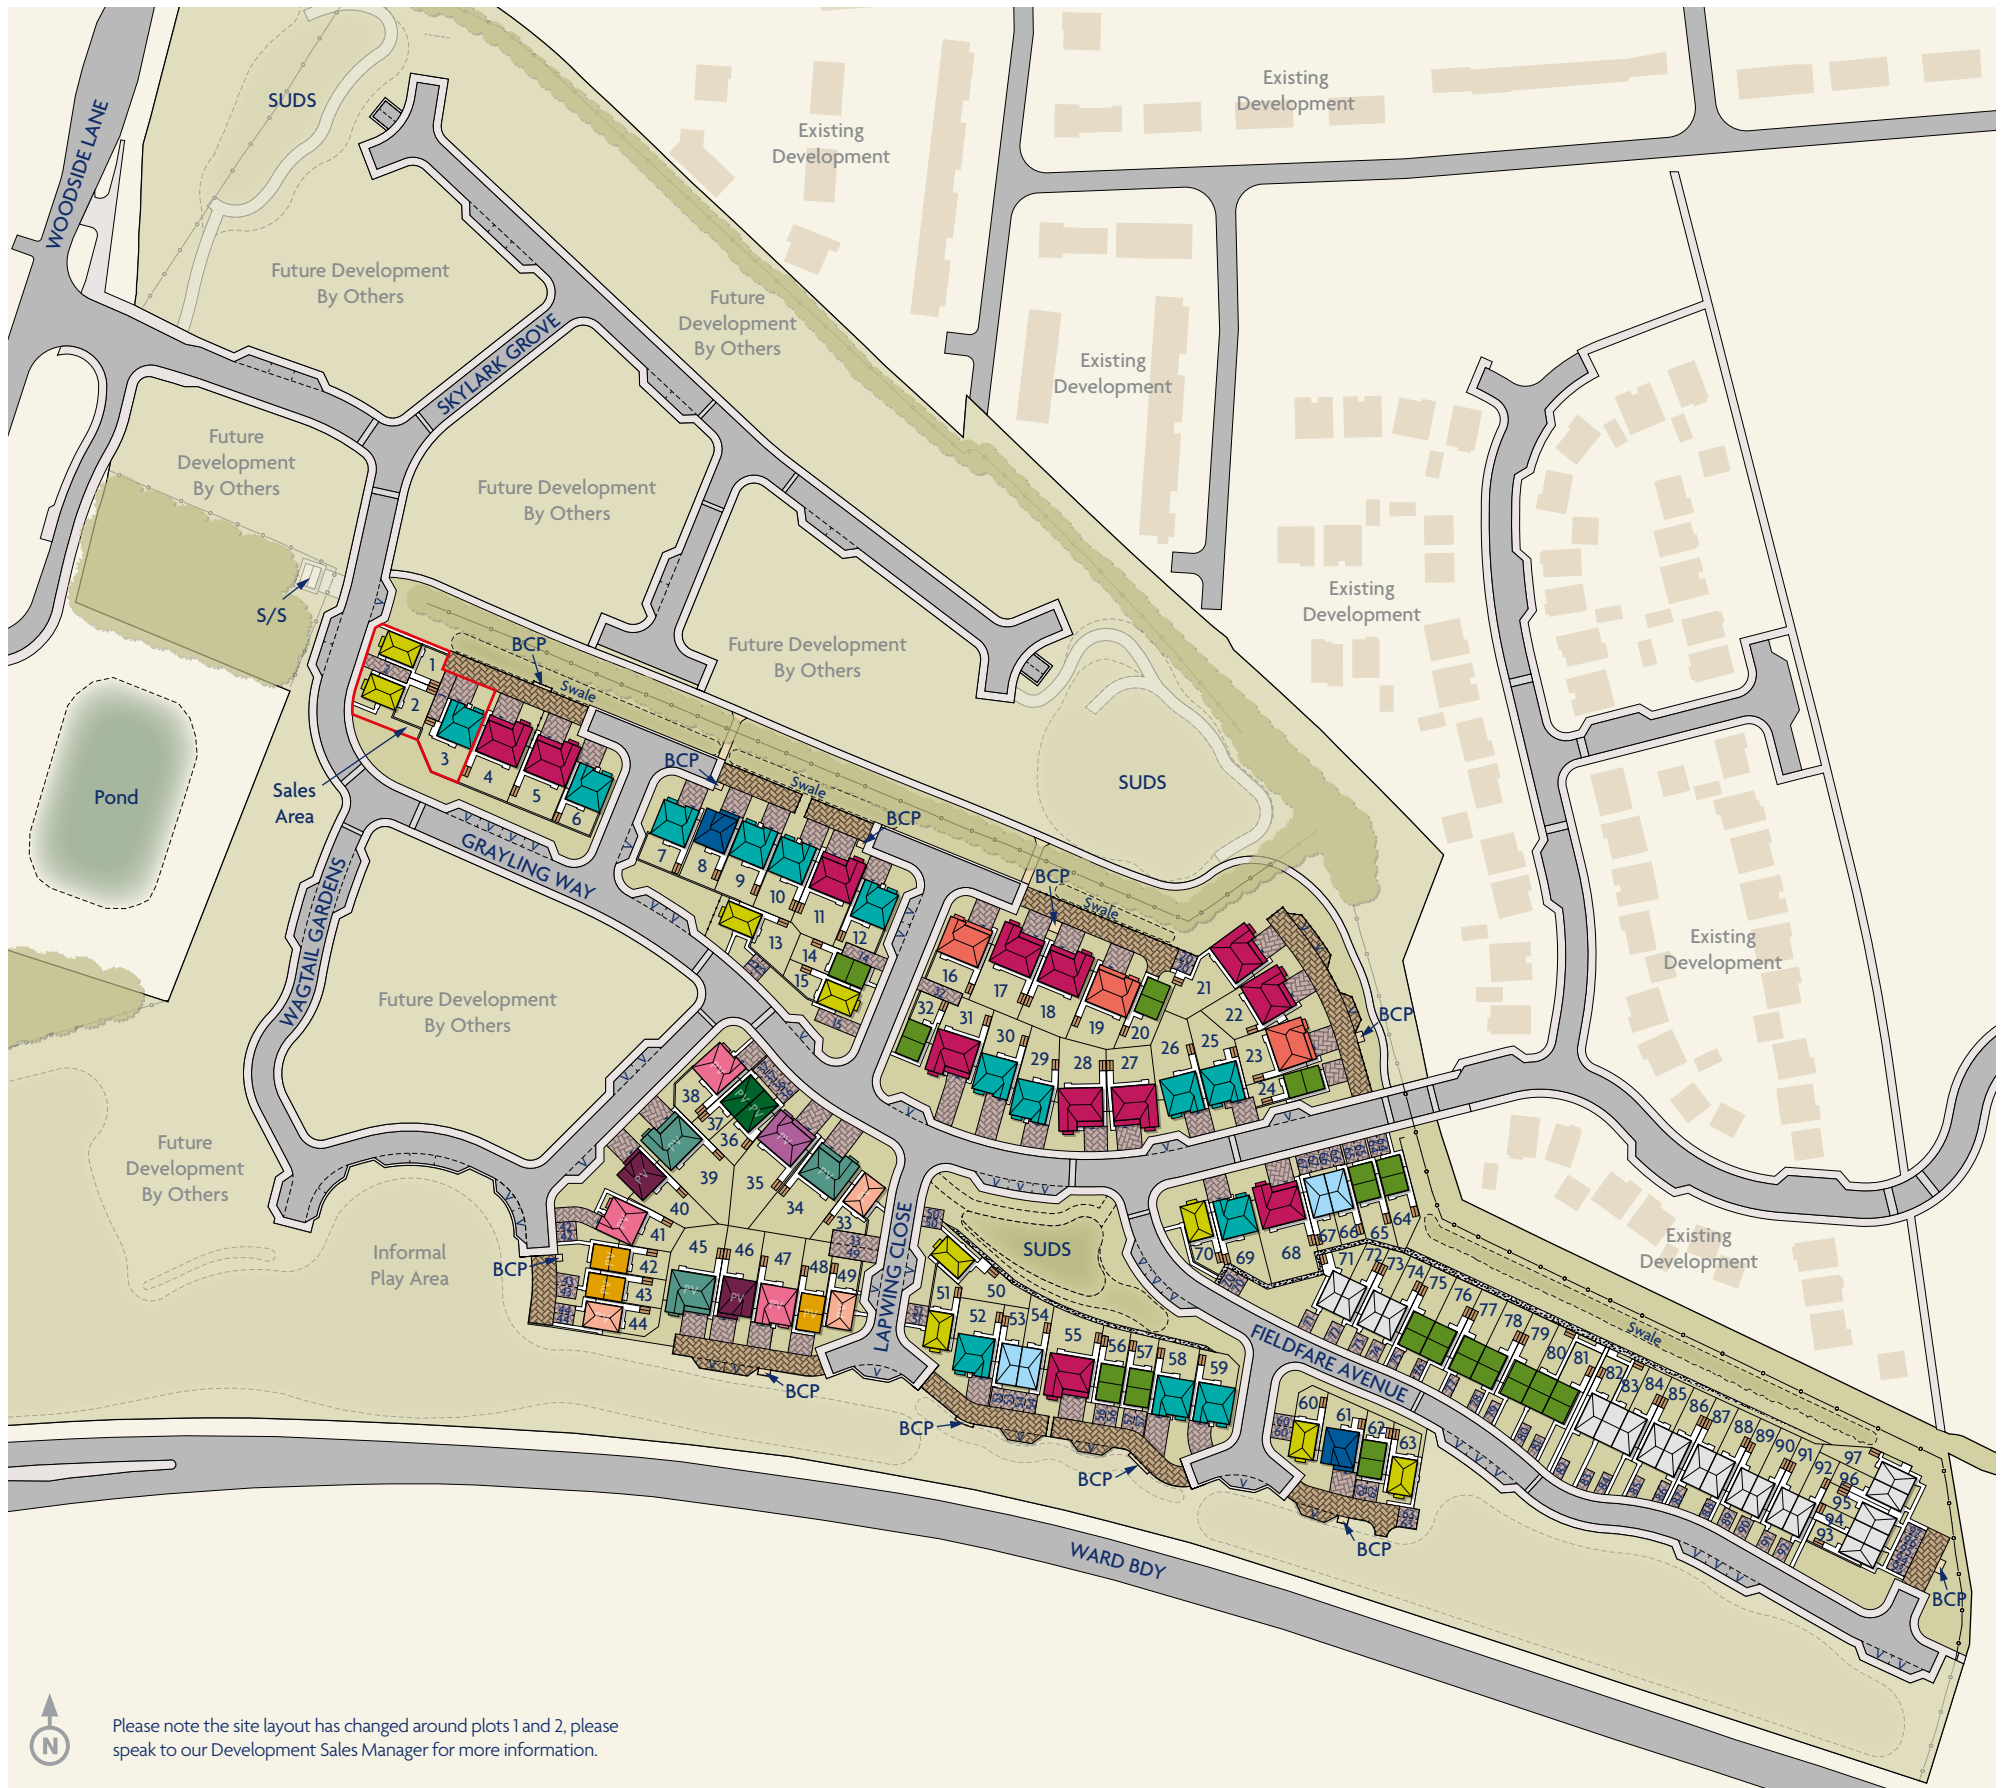 SUDS
WOODSIDE LANE
Existing
Development
Existing
Development
Future Development
By Others
Future
Development
By Others
SKYLARK GROVE
Existing
Development
Future
Development
By Others
Future Development
By Others
S/S
Existing
Development
BCP
Swale
Future Development
By Others
1
2
3
4
5
6
Sales
Area
Pond
BCP
Swale
BCP
SUDS
GRAYLING WAY
WAGTAIL GARDENS
7
8
9
10
11
12
13
14
15
BCP
Swale
Future Development
By Others
Existing
Development
16
17
18
19
20
21
22
23
24
25
26
27
28
29
30
31
32
BCP
Future
Development
By Others
Informal
Play Area
38
37
36
39
35
34
33
40
41
42
43
44
45
46
47
48
49
BCP
BCP
LAPWING CLOSE
SUDS
50
51
52
53
54
55
56
57
58
59
BCP
BCP
FIELDFARE AVENUE
70
69
68
67
66
65
64
Existing
Development
Swale
60
61
62
63
BCP
71
72
73
74
75
76
77
78
79
80
81
82
83
84
85
86
87
88
89
90
91
92
97
96
95
94
93
BCP
WARD BDY
N
Please note the site layout has changed around plots 1 and 2, please
speak to our Development Sales Manager for more information.